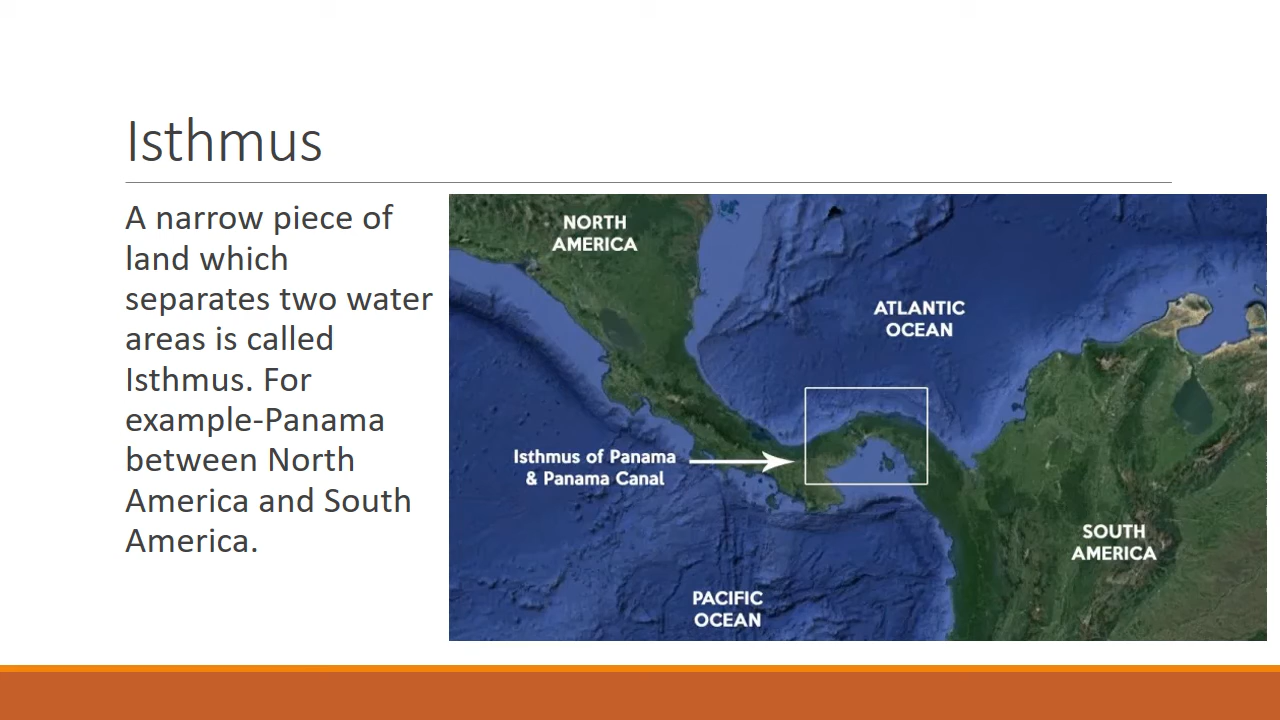 Isthmus
A narrow piece of
land which
separates two water
areas is called
Isthmus. For
example-Panama
between North
America and South
America.
NORTH
AMERICA
ATLANTIC
OCEAN
Isthmus of Panama
& Panama Canal
SOUTH
AMERICA
PACIFIC
OCEAN